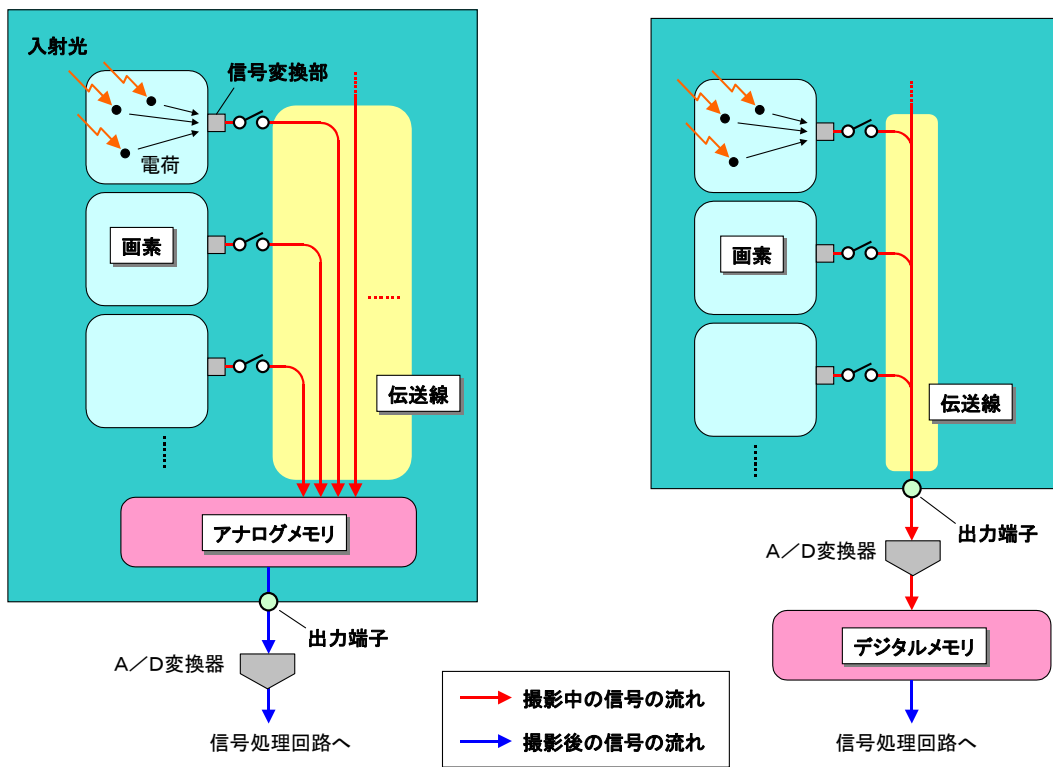 入射光
信号変換部
電荷
画素
伝送線
アナログメモリ
出力端子
A/D変換器
信号処理回路へ
画素
伝送線
出力端子
A/D変換器
デジタルメモリ
信号処理回路へ
撮影中の信号の流れ
撮影後の信号の流れ